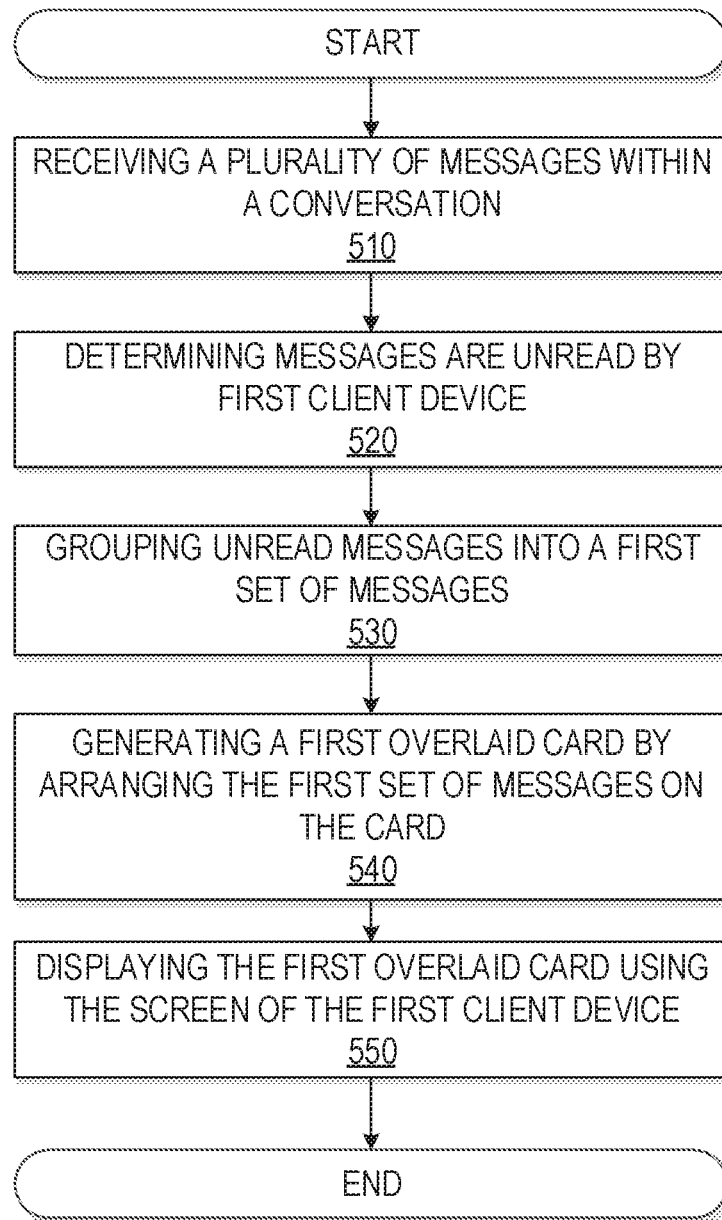 START
RECEIVING A PLURALITY OF MESSAGES WITHIN
A CONVERSATION
510
DETERMINING MESSAGES ARE UNREAD BY
FIRST CLIENT DEVICE
520
GROUPING UNREAD MESSAGES INTO A FIRST
SET OF MESSAGES
530
GENERATING A FIRST OVERLAID CARD BY
ARRANGING THE FIRST SET OF MESSAGES ON
THE CARD
540
DISPLAYING THE FIRST OVERLAID CARD USING
THE SCREEN OF THE FIRST CLIENT DEVICE
550
END